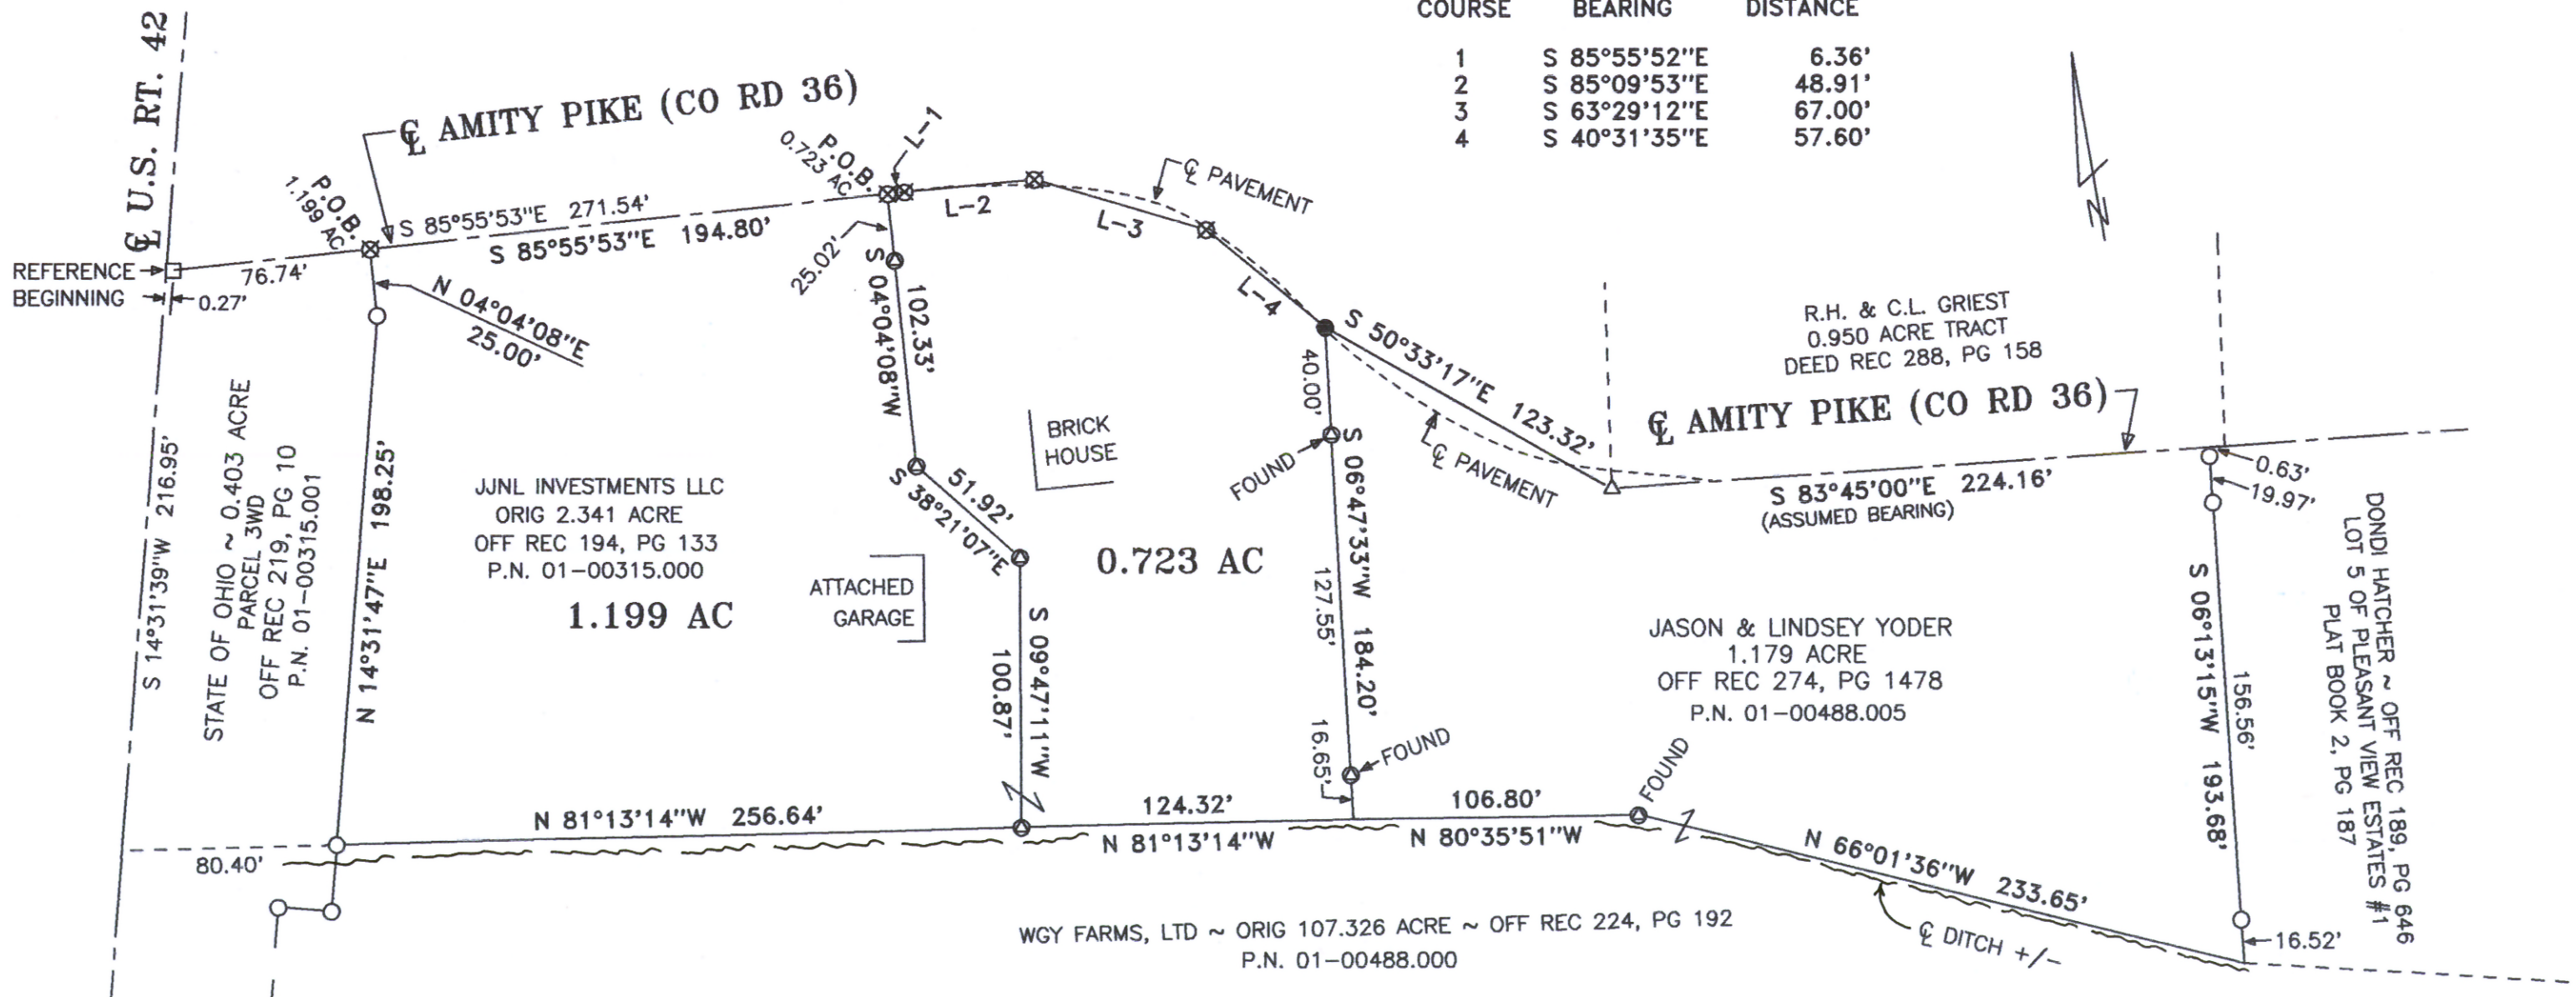 COURSE BEARING DISTANCE
1 S 85°55'52"E 6.36'
2 S 85°09'53"E 48.91'
3 S 63°29'12"E 67.00'
4 S 40°31'35"E 57.60'
℄ U.S. RT. 42
℄ AMITY PIKE (CO RD 36)
P.O.B.
1.199 AC
P.O.B.
0.723 AC
L-1
S 85°55'53"E 271.54'
S 85°55'53"E 194.80'
L-2
L-3
℄ PAVEMENT
L-4
REFERENCE
BEGINNING
76.74'
0.27'
N 04°04'08"E
25.00'
25.02'
102.33'
S 04°04'08"W
S 50°33'17"E 123.32'
R.H. & C.L. GRIEST
0.950 ACRE TRACT
DEED REC 288, PG 158
℄ AMITY PIKE (CO RD 36)
℄ PAVEMENT
S 83°45'00"E 224.16'
(ASSUMED BEARING)
0.63'
19.97'
40.00'
FOUND
S 14°31'39"W 216.95'
STATE OF OHIO ~ 0.403 ACRE
PARCEL 3WD
OFF REC 219, PG 10
P.N. 01-00315.001
N 14°31'47"E 198.25'
JJNL INVESTMENTS LLC
ORIG 2.341 ACRE
OFF REC 194, PG 133
P.N. 01-00315.000
1.199 AC
BRICK
HOUSE
51.92'
S 38°21'07"E
ATTACHED
GARAGE
0.723 AC
S 09°47'11"W
100.87'
S 06°47'33"W 184.20'
127.55'
16.65'
FOUND
JASON & LINDSEY YODER
1.179 ACRE
OFF REC 274, PG 1478
P.N. 01-00488.005
FOUND
S 06°13'15"W 193.68'
156.56'
DONDI HATCHER ~ OFF REC 189, PG 646
LOT 5 OF PLEASANT VIEW ESTATES #1
PLAT BOOK 2, PG 187
N 81°13'14"W 256.64'
124.32'
N 81°13'14"W
106.80'
N 80°35'51"W
N 66°01'36"W 233.65'
80.40'
16.52'
℄ DITCH +/-
WGY FARMS, LTD ~ ORIG 107.326 ACRE ~ OFF REC 224, PG 192
P.N. 01-00488.000
N